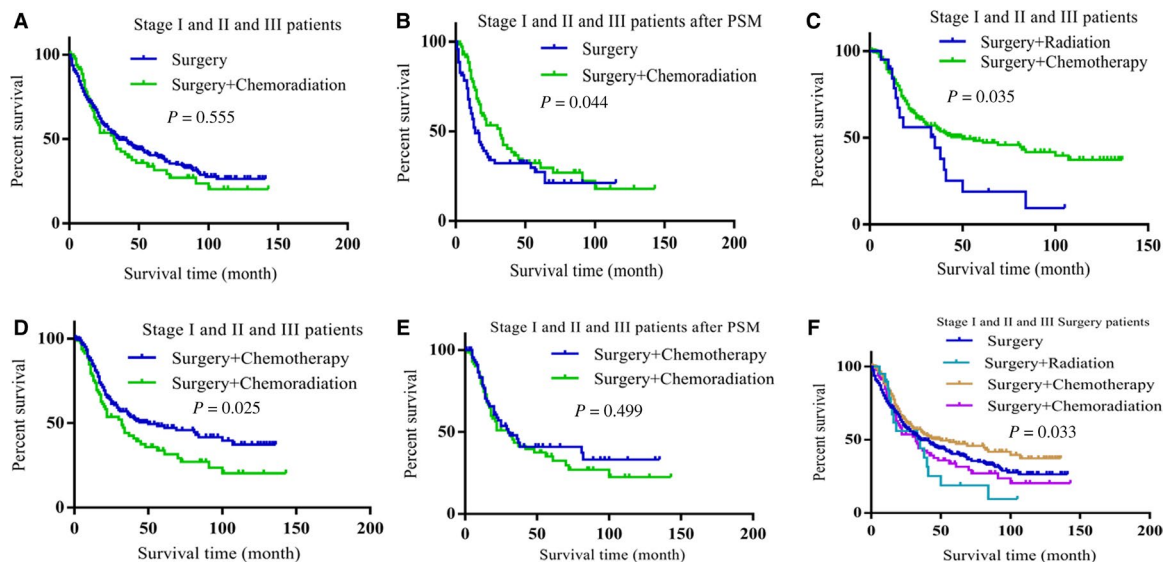 A
Stage I and II and III patients
Surgery
Surgery+Chemoradiation
P = 0.555
Percent survival
100
50
0
0 50 100 150 200
Survival time (month)
B
Stage I and II and III patients after PSM
Surgery
Surgery+Chemoradiation
P = 0.044
Percent survival
100
50
0
0 50 100 150 200
Survival time (month)
C
Stage I and II and III patients
Surgery+Radiation
Surgery+Chemotherapy
P = 0.035
Percent survival
100
50
0
0 50 100 150
Survival time (month)
D
Stage I and II and III patients
Surgery+Chemotherapy
Surgery+Chemoradiation
P = 0.025
Percent survival
100
50
0
0 50 100 150 200
Survival time (month)
E
Stage I and II and III patients after PSM
Surgery+Chemotherapy
Surgery+Chemoradiation
P = 0.499
Percent survival
100
50
0
0 50 100 150 200
Survival time (month)
F
Stage I and II and III Surgery patients
Surgery
Surgery+Radiation
Surgery+Chemotherapy
Surgery+Chemoradiation
P = 0.033
Percent survival
100
50
0
0 50 100 150 200
Survival time (month)